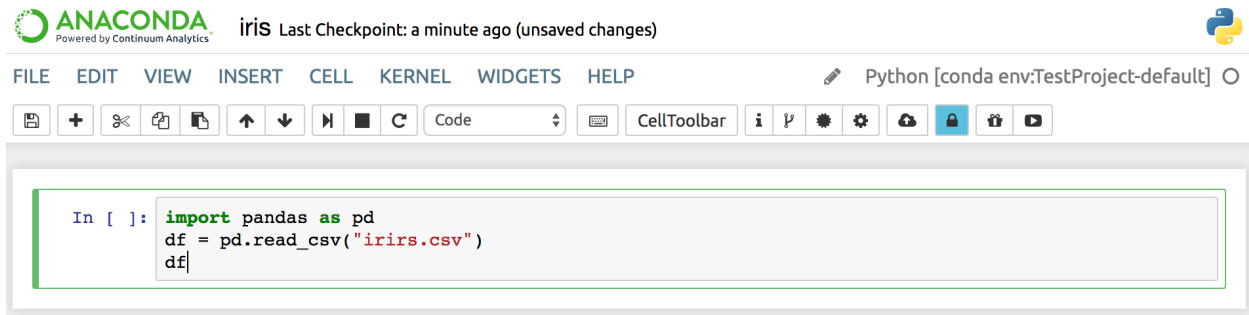 ANACONDA
Powered by Continuum Analytics
iris Last Checkpoint: a minute ago (unsaved changes)
FILE EDIT VIEW INSERT CELL KERNEL WIDGETS HELP Python [conda env:TestProject-default]
Code CellToolbar
In [ ]: import pandas as pd
df = pd.read_csv("irirs.csv")
df